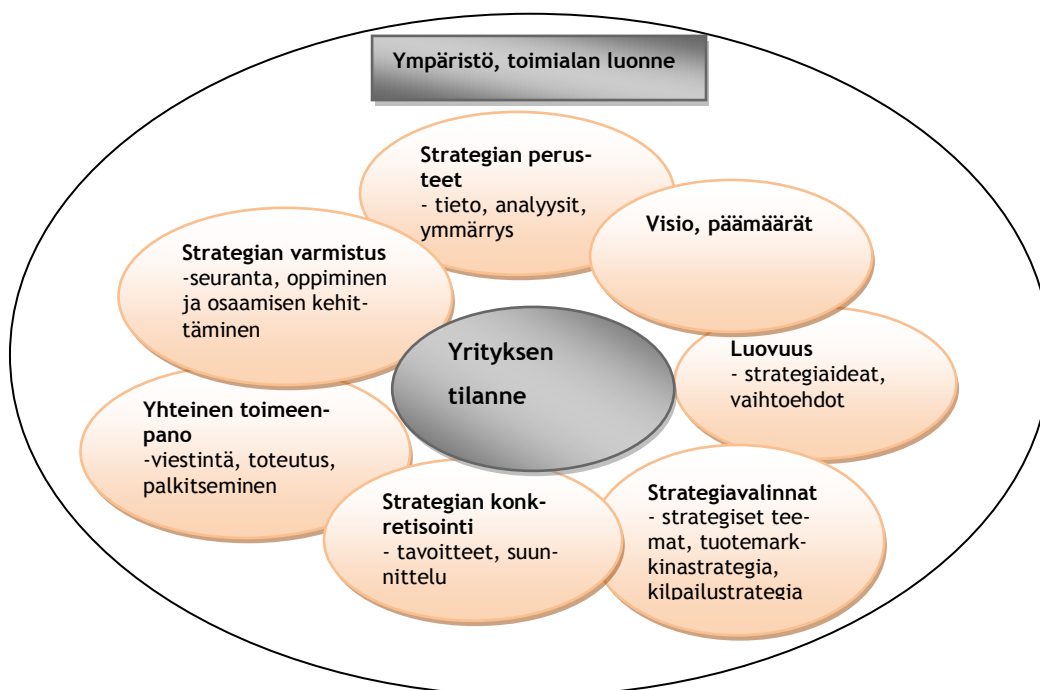 Ympäristö, toimialan luonne
Strategian perus-
teet
- tieto, analyysit,
ymmärrys
Visio, päämäärät
Strategian varmistus
-seuranta, oppiminen
ja osaamisen kehit-
täminen
Yrityksen
tilanne
Luovuus
- strategiaideat,
vaihtoehdot
Yhteinen toimeen-
pano
-viestintä, toteutus,
palkitseminen
Strategian konk-
retisointi
- tavoitteet, suun-
nittelu
Strategiavalinnat
- strategiset tee-
mat, tuotemark-
kinastrategia,
kilpailustrategia